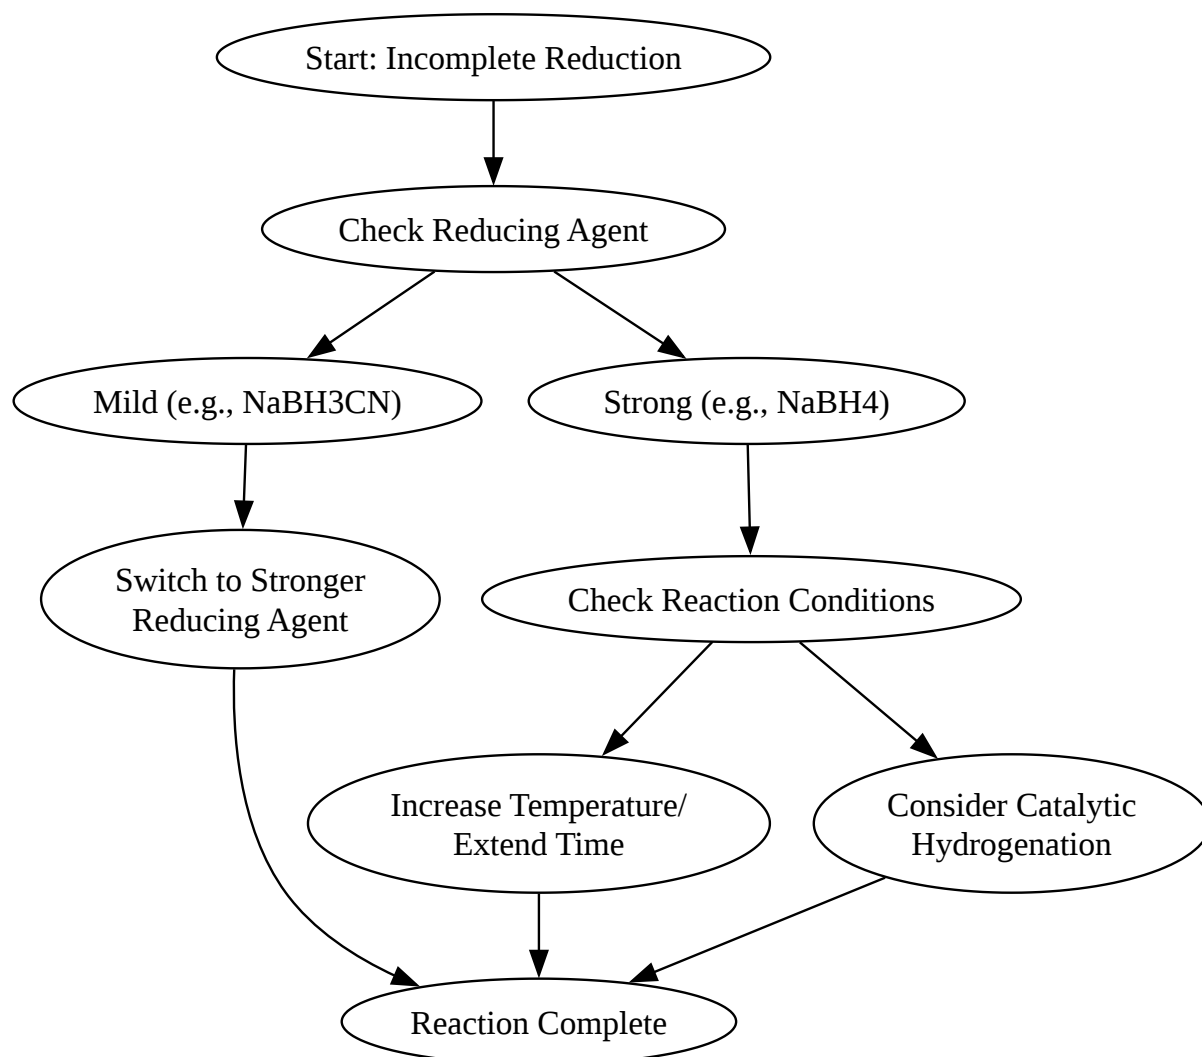 Start: Incomplete Reduction
Check Reducing Agent
Mild (e.g., NaBH3CN)
Strong (e.g., NaBH4)
Switch to Stronger
Reducing Agent
Check Reaction Conditions
Increase Temperature/
Extend Time
Consider Catalytic
Hydrogenation
Reaction Complete